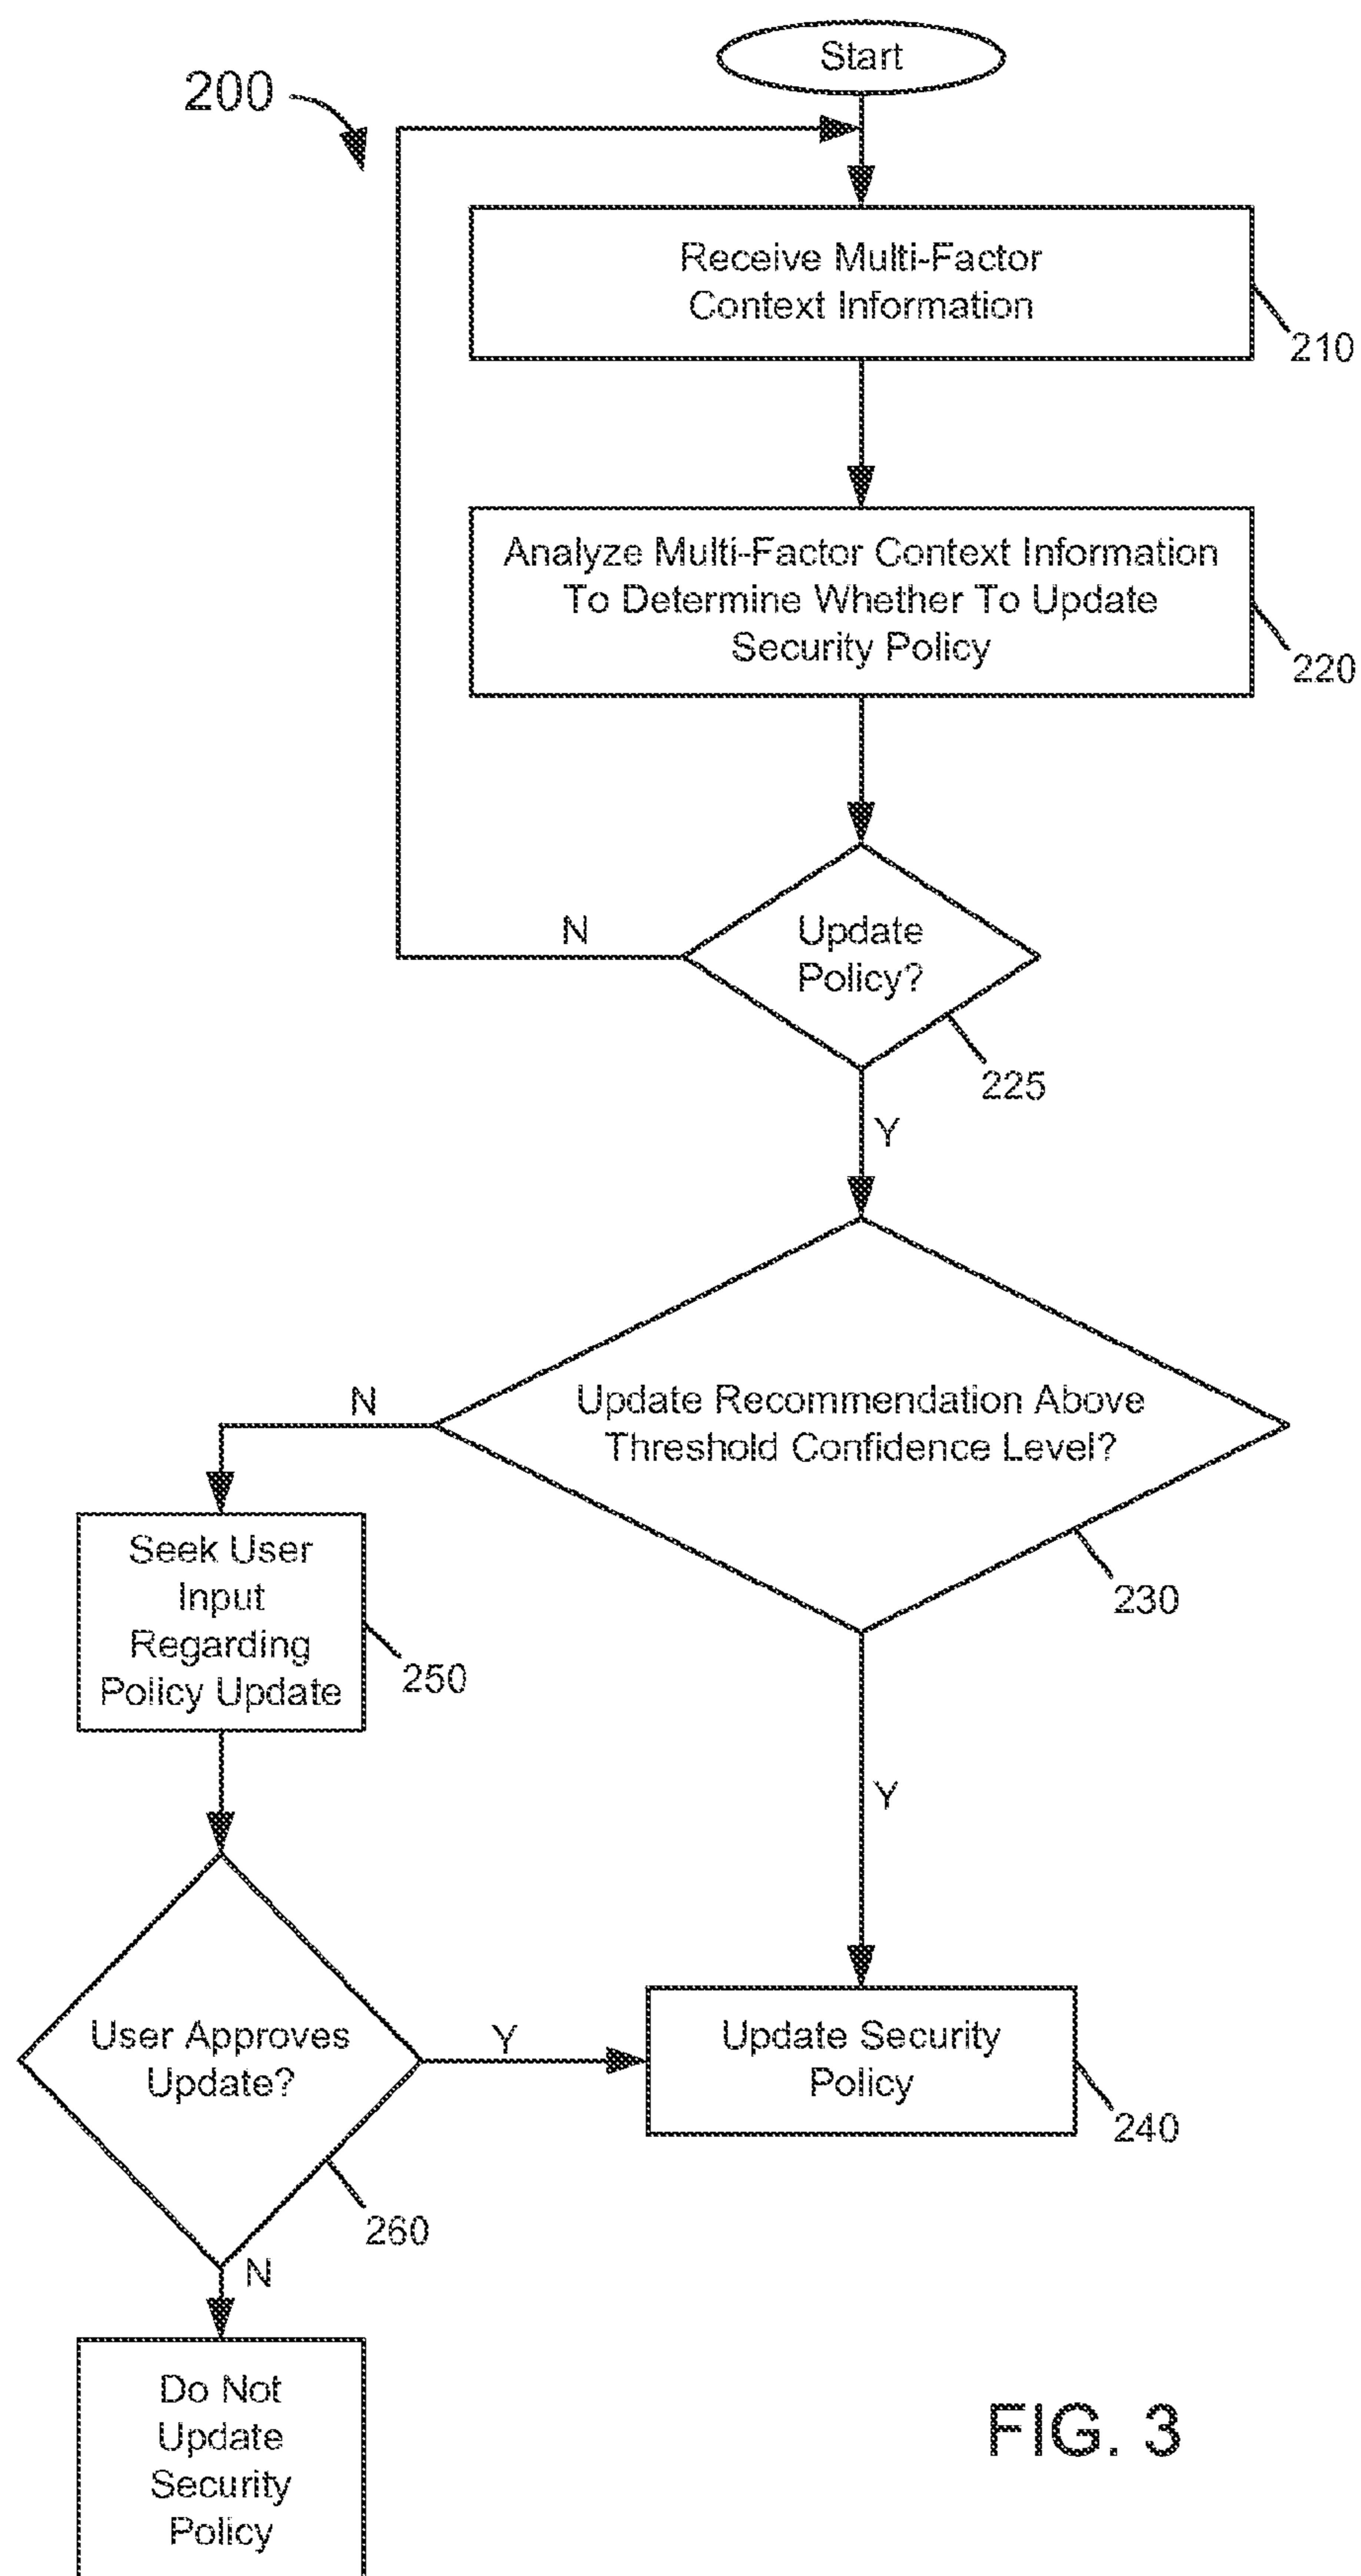 Start
200
Receive Multi-Factor
Context Information
210
Analyze Multi-Factor Context Information
To Determine Whether To Update
Security Policy
220
Update
Policy?
N
225
Y
Update Recommendation Above
Threshold Confidence Level?
N
230
Seek User
Input
Regarding
Policy Update
250
Y
User Approves
Update?
Y
Update Security
Policy
240
260
N
Do Not
Update
Security
Policy
FIG. 3